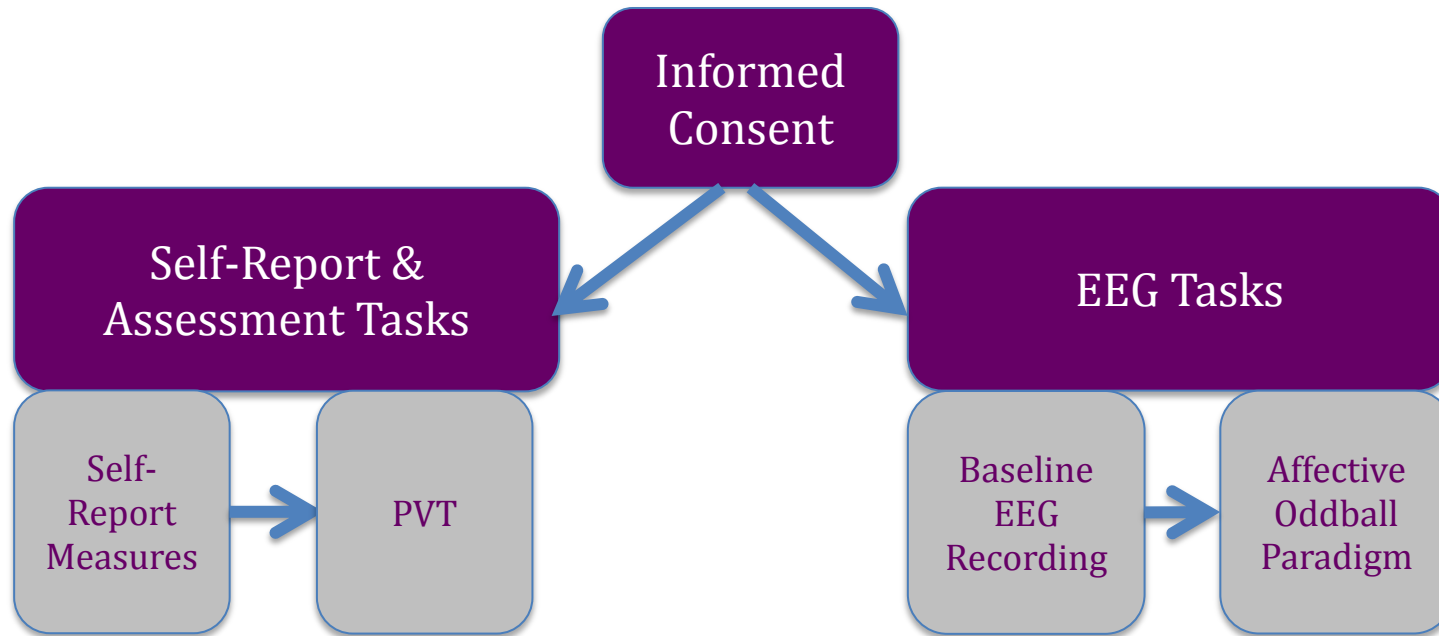 Informed
Consent
Self-Report &
Assessment Tasks
EEG Tasks
Self-
Report
Measures
PVT
Baseline
EEG
Recording
Affective
Oddball
Paradigm